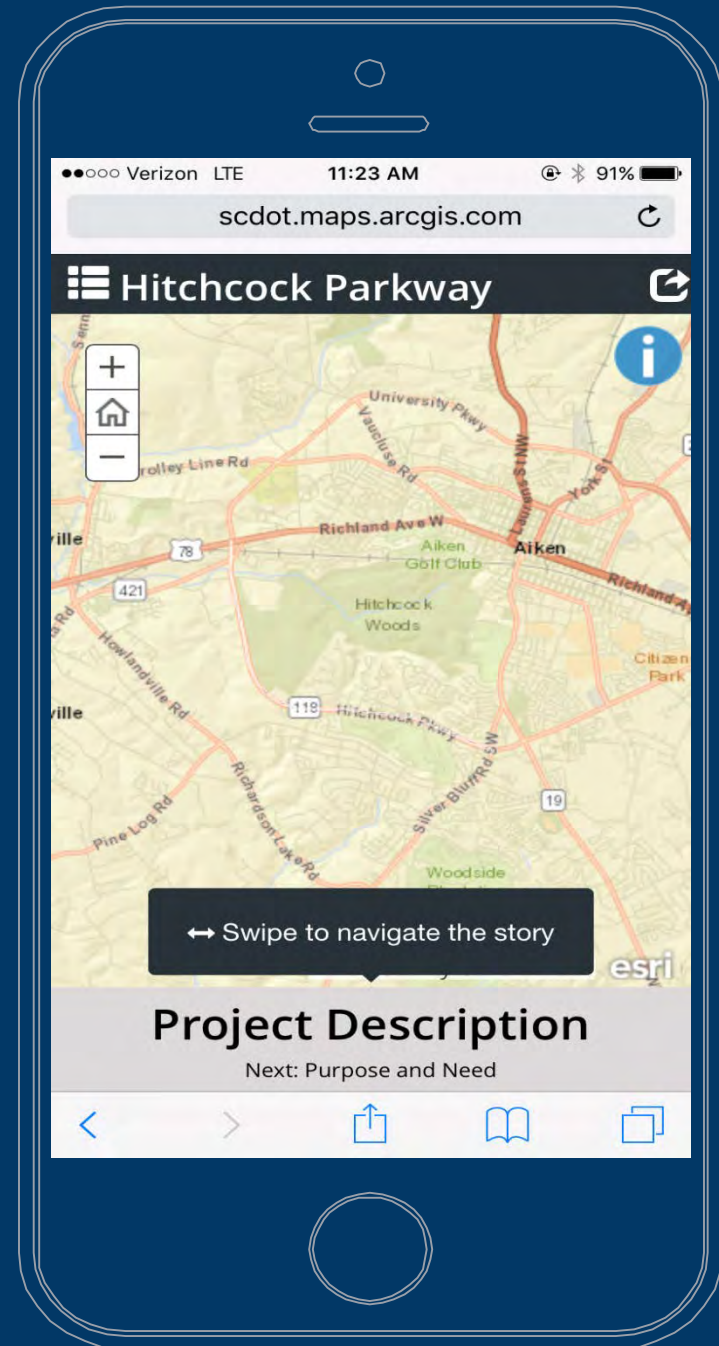 Verizon LTE 11:23 AM 91%
scdot.maps.arcgis.com
Hitchcock Parkway
i
+
−
Senn
University Pkwy
Vaucluse Rd
Laurens St NW
York St
rolley Line Rd
ville
78
Richland Ave W
Aiken
Golf Club
Aiken
421
Hitchcock
Woods
Richland A
Howlandville Rd
Citizen
Park
ville
118
Hitchcock Pkwy
Richardson Lake Rd
Silver Bluff Rd SW
19
Pine Log Rd
Woodside
↔ Swipe to navigate the story
esri
Project Description
Next: Purpose and Need